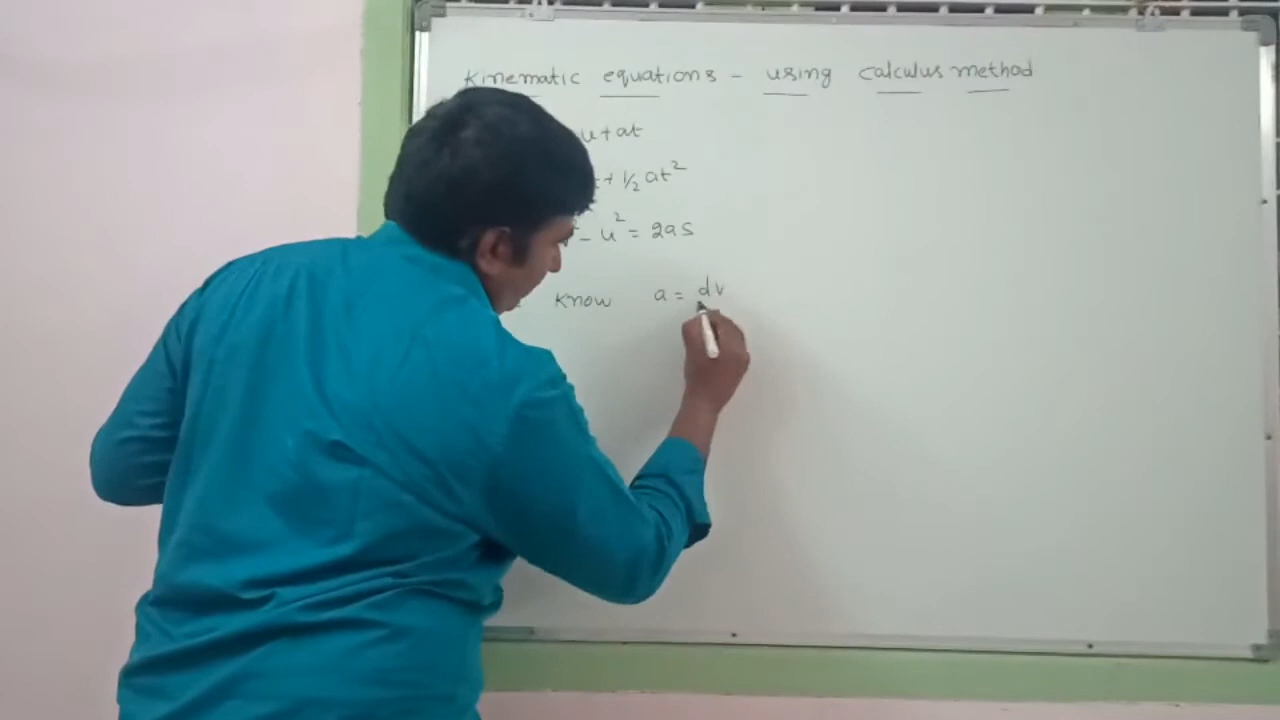 Kinematic equations - using calculus method
u+at
+ 1/2 at²
- u² = 2as
Know a = dv